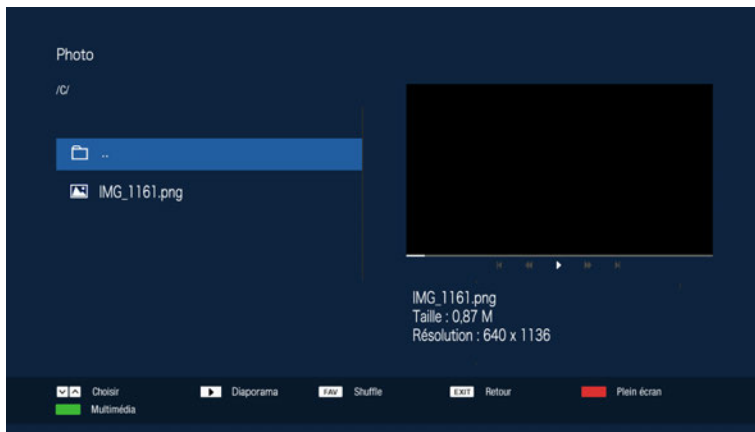 Photo
/C/
..
IMG_1161.png
IMG_1161.png
Taille : 0,87 M
Résolution : 640 x 1136
Choisir Diaporama FAV Shuffle EXIT Retour Plein écran
Multimédia